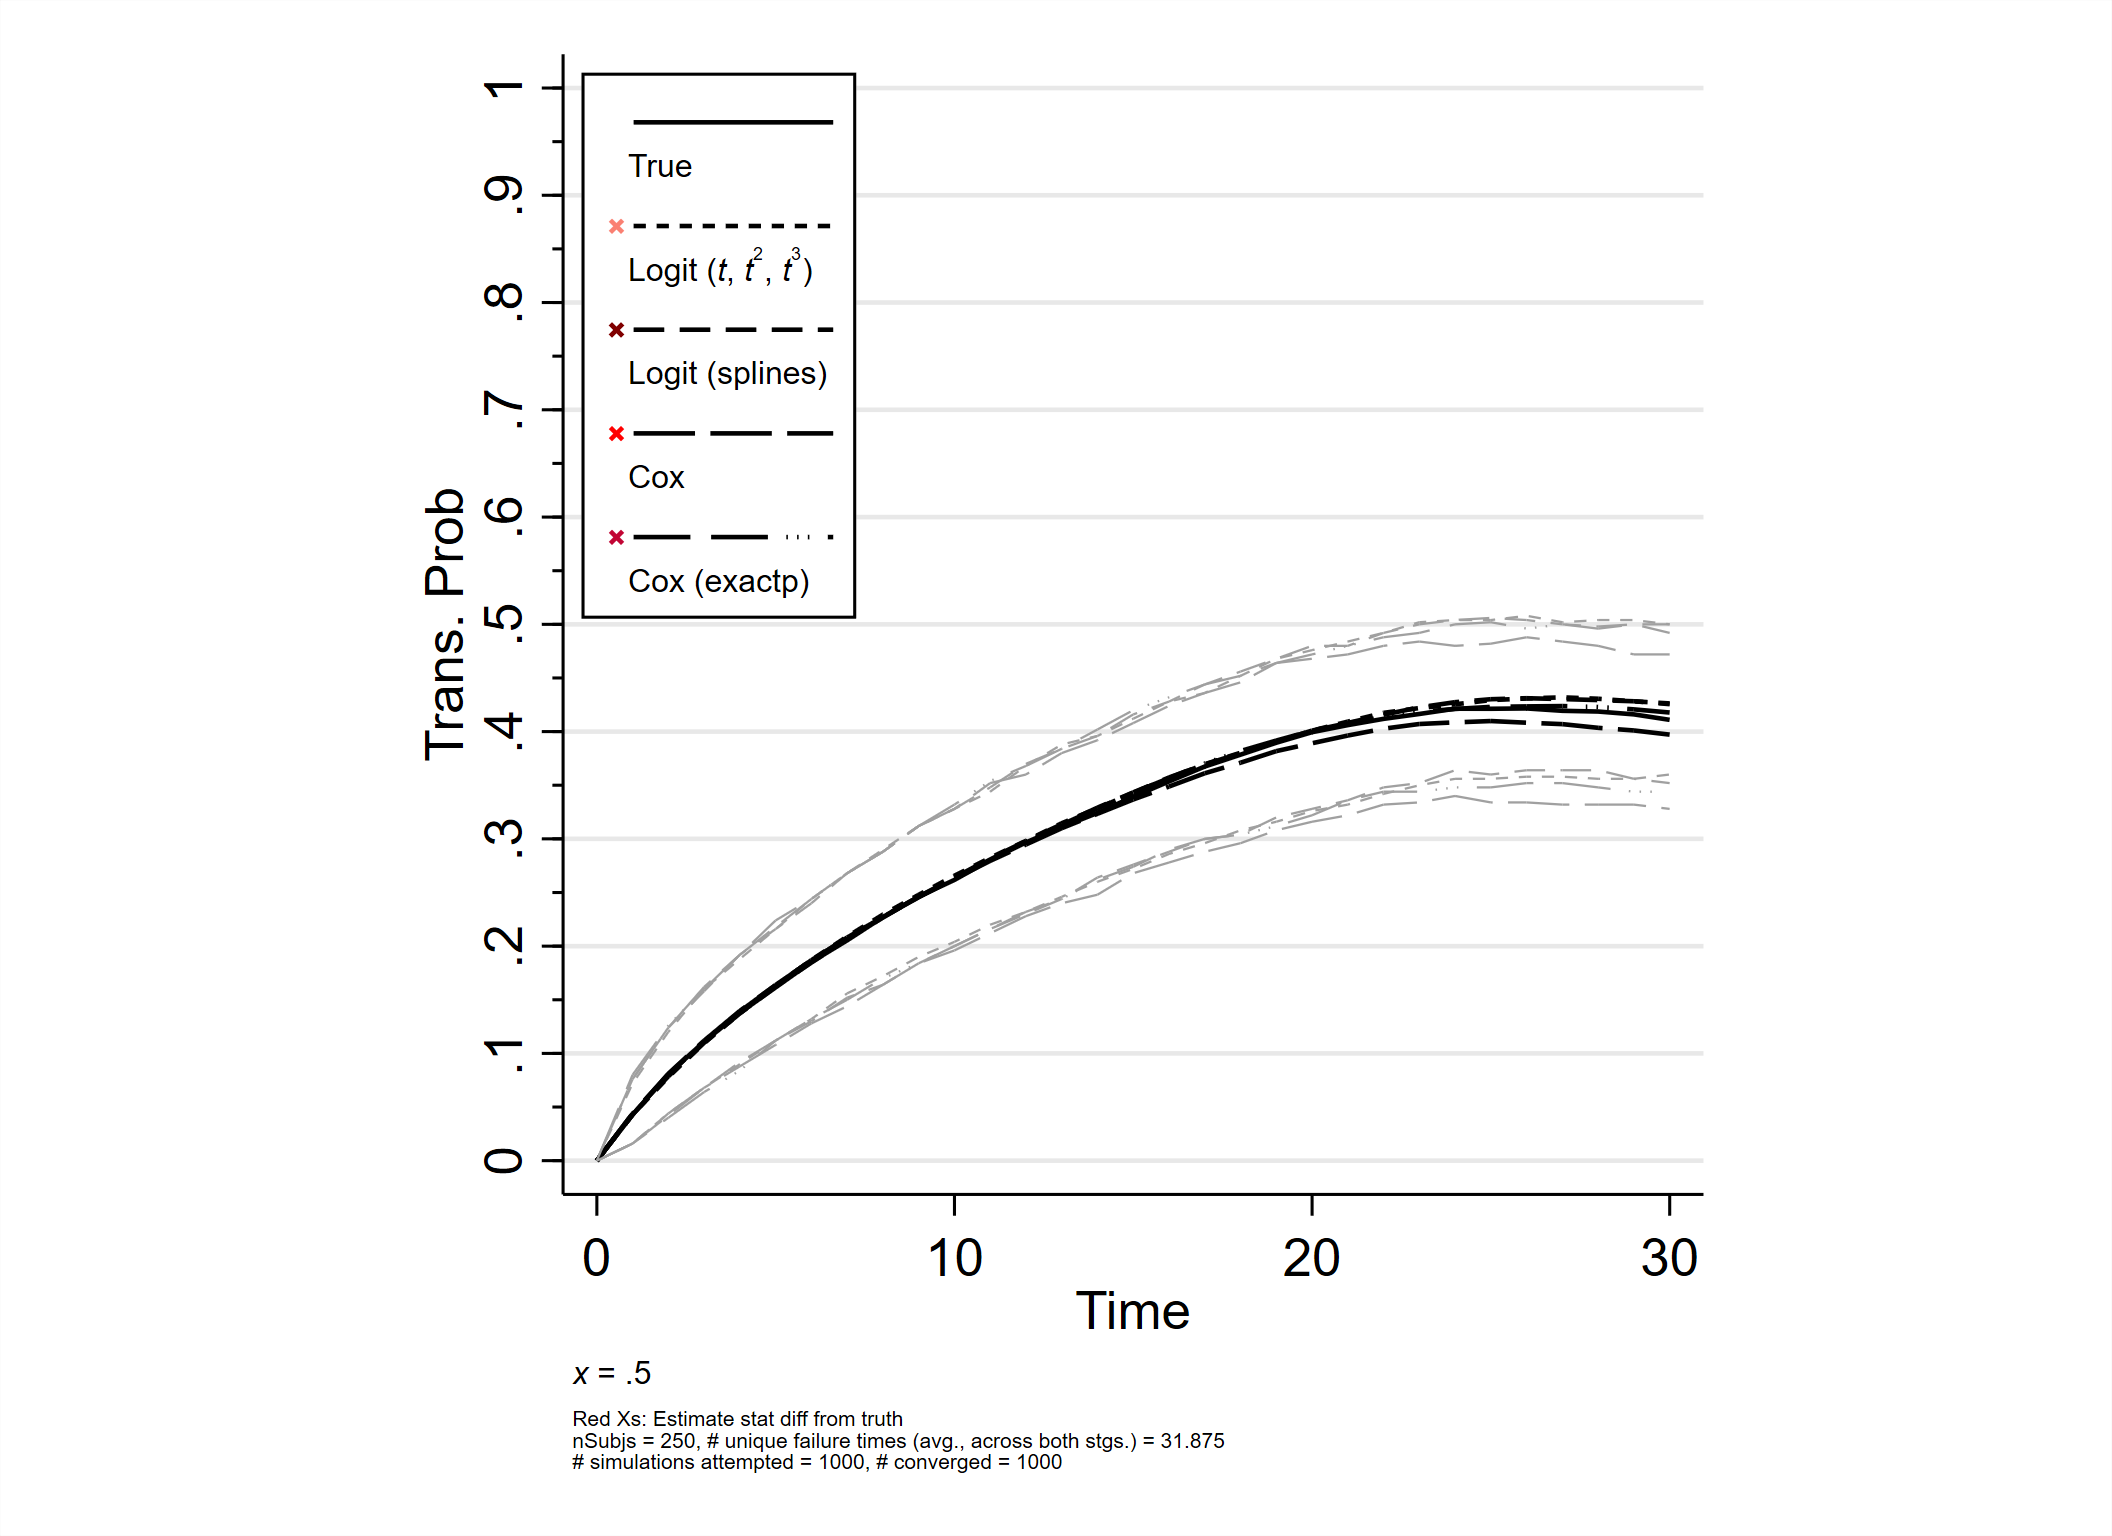 Trans. Prob
1
.9
.8
.7
.6
.5
.4
.3
.2
.1
0
True
Logit (t, t², t³)
Logit (splines)
Cox
Cox (exactp)
0 10 20 30
Time
x = .5
Red Xs: Estimate stat diff from truth
nSubjs = 250, # unique failure times (avg., across both stgs.) = 31.875
# simulations attempted = 1000, # converged = 1000